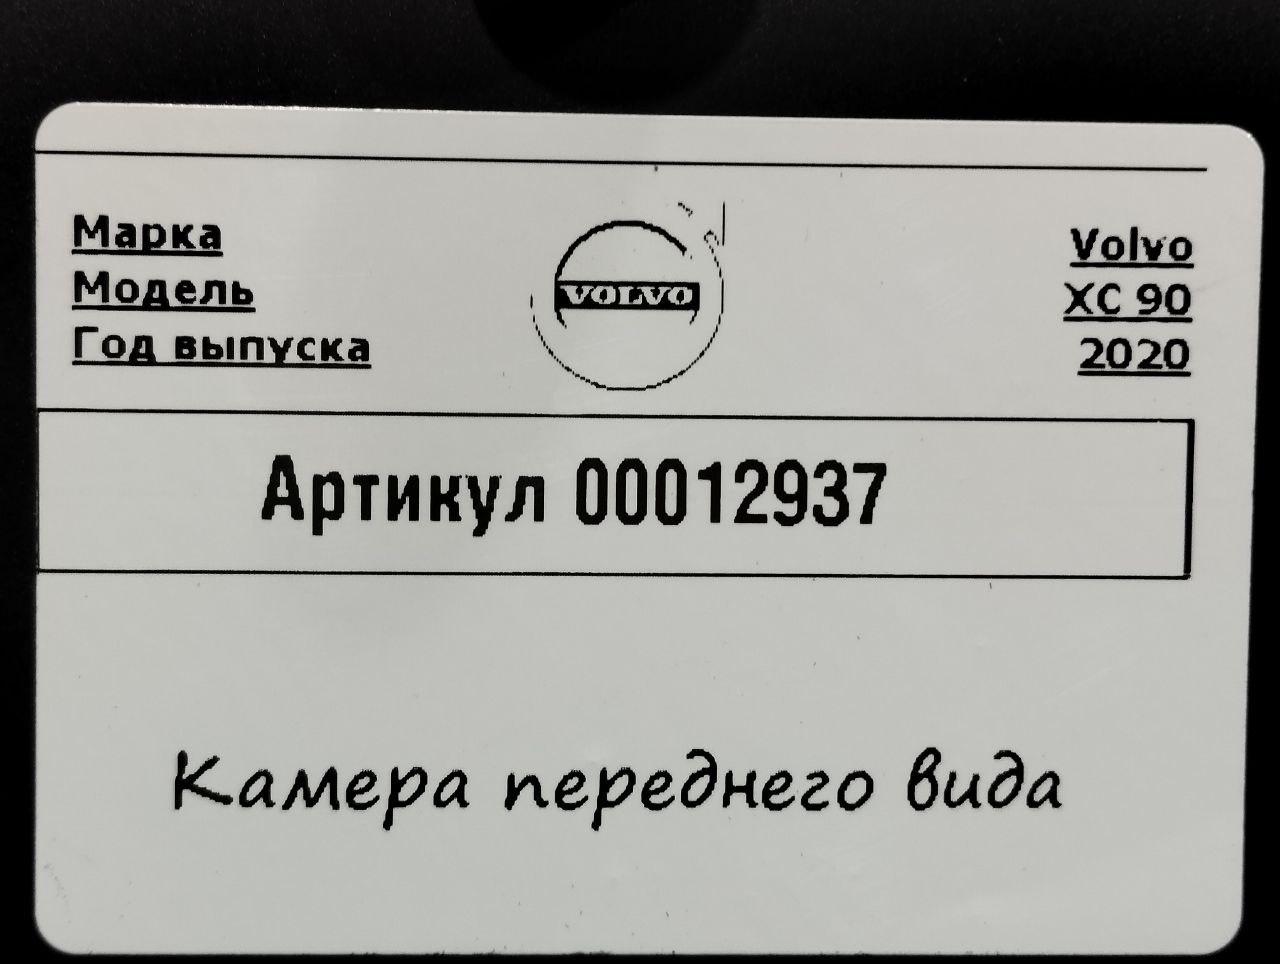 Марка Volvo
Модель XC 90
Год выпуска 2020
VOLVO
Артикул 00012937
Камера переднего вида